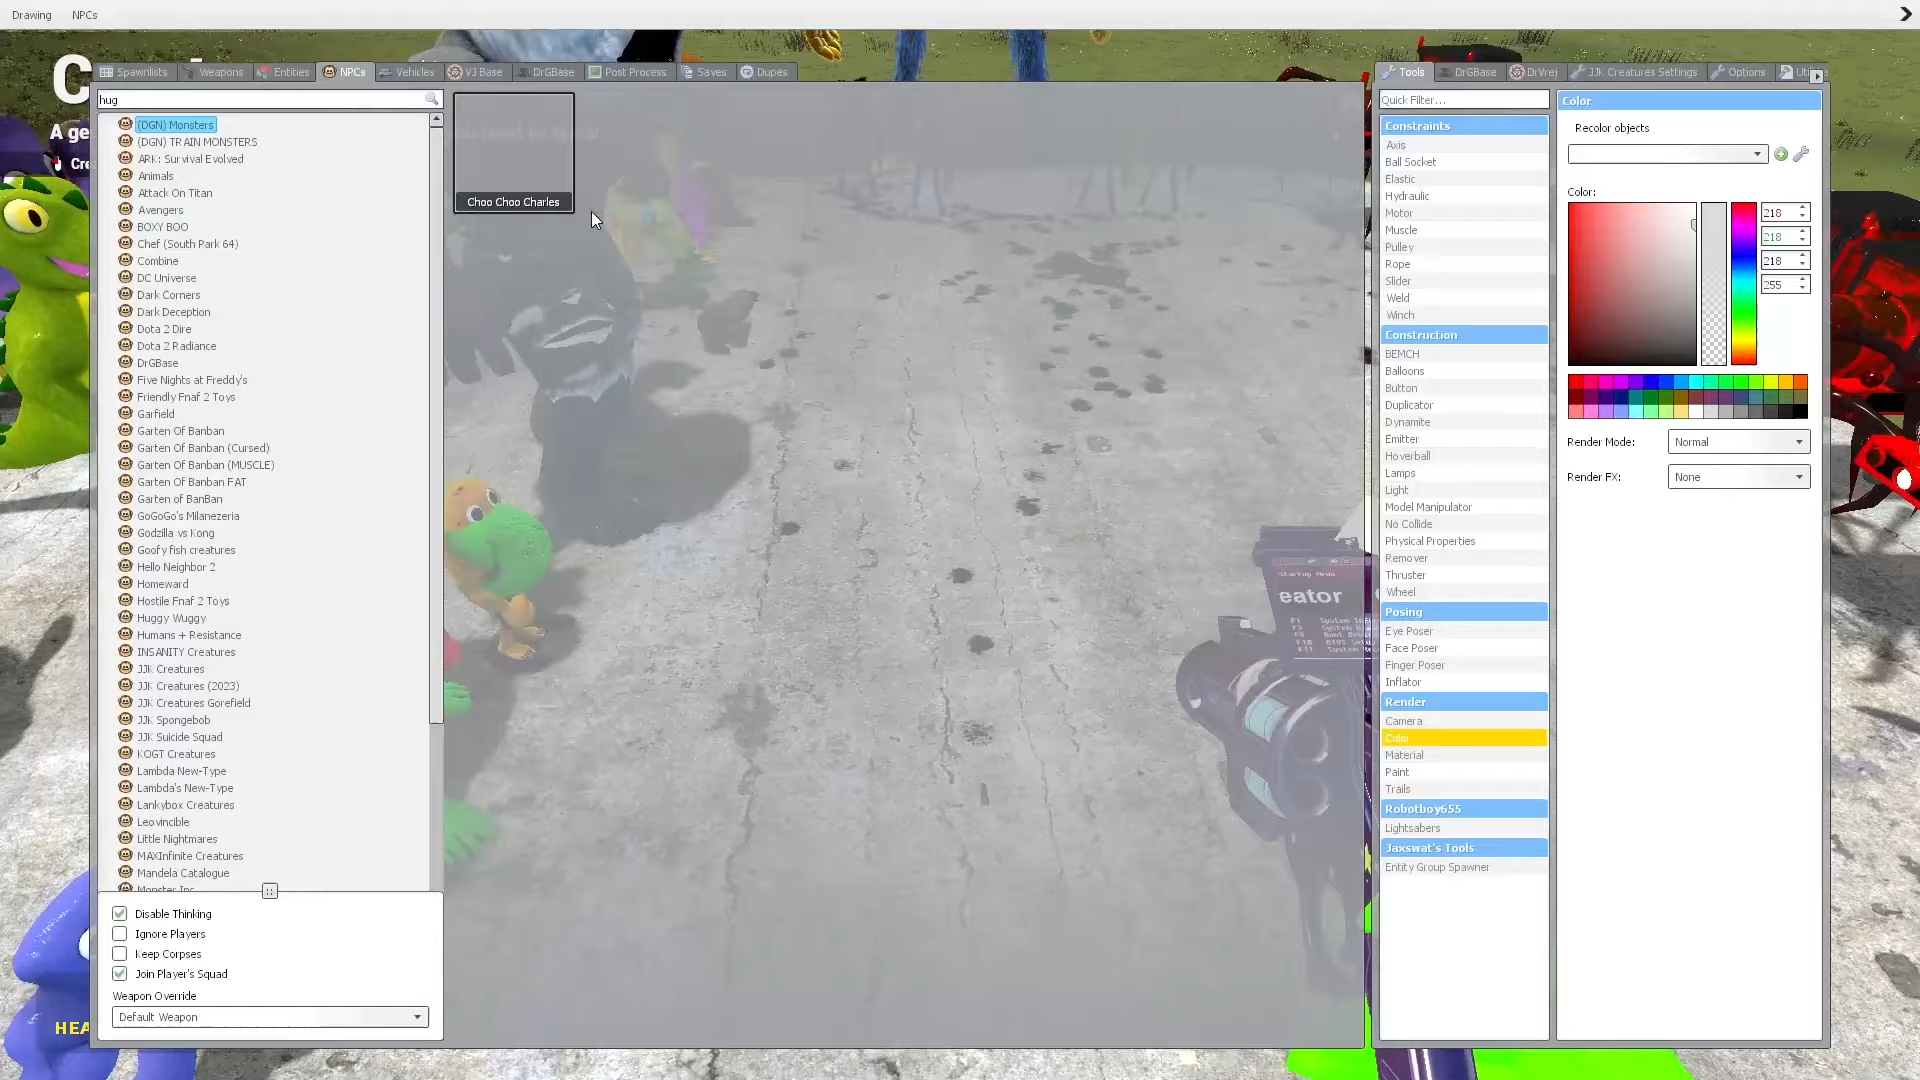 Drawing NPCs
C
A ge
Cre
Spawnlists Weapons Entities NPCs Vehicles VJ Base DrGBase Post Process Saves Dupes
hug
(DGN) Monsters
(DGN) TRAIN MONSTERS
ARK: Survival Evolved
Animals
Attack On Titan
Avengers
BOXY BOO
Chef (South Park 64)
Combine
DC Universe
Dark Corners
Dark Deception
Dota 2 Dire
Dota 2 Radiance
DrGBase
Five Nights at Freddy's
Friendly Fnaf 2 Toys
Garfield
Garten Of Banban
Garten Of Banban (Cursed)
Garten Of Banban (MUSCLE)
Garten Of Banban FAT
Garten of BanBan
GoGoGo's Milanezeria
Godzilla vs Kong
Goofy fish creatures
Hello Neighbor 2
Homeward
Hostile Fnaf 2 Toys
Huggy Wuggy
Humans + Resistance
INSANITY Creatures
JJK Creatures
JJK Creatures (2023)
JJK Creatures Gorefield
JJK Spongebob
JJK Suicide Squad
KOGT Creatures
Lambda New-Type
Lambda's New-Type
Lankybox Creatures
Leovincible
Little Nightmares
MAXInfinite Creatures
Mandela Catalogue
Monster Inc
Disable Thinking
Ignore Players
Keep Corpses
Join Player's Squad
Weapon Override
Default Weapon
HEA
Choo Choo Charles
eator
Tools DrGBase DrVrej JJK Creatures Settings Options Utili
Quick Filter...
Constraints
Axis
Ball Socket
Elastic
Hydraulic
Motor
Muscle
Pulley
Rope
Slider
Weld
Winch
Construction
BEMCH
Balloons
Button
Duplicator
Dynamite
Emitter
Hoverball
Lamps
Light
Model Manipulator
No Collide
Physical Properties
Remover
Thruster
Wheel
Posing
Eye Poser
Face Poser
Finger Poser
Inflator
Render
Camera
Color
Material
Paint
Trails
Robotboy655
Lightsabers
Jaxswat's Tools
Entity Group Spawner
Color
Recolor objects
Color:
218
218
218
255
Render Mode: Normal
Render FX: None